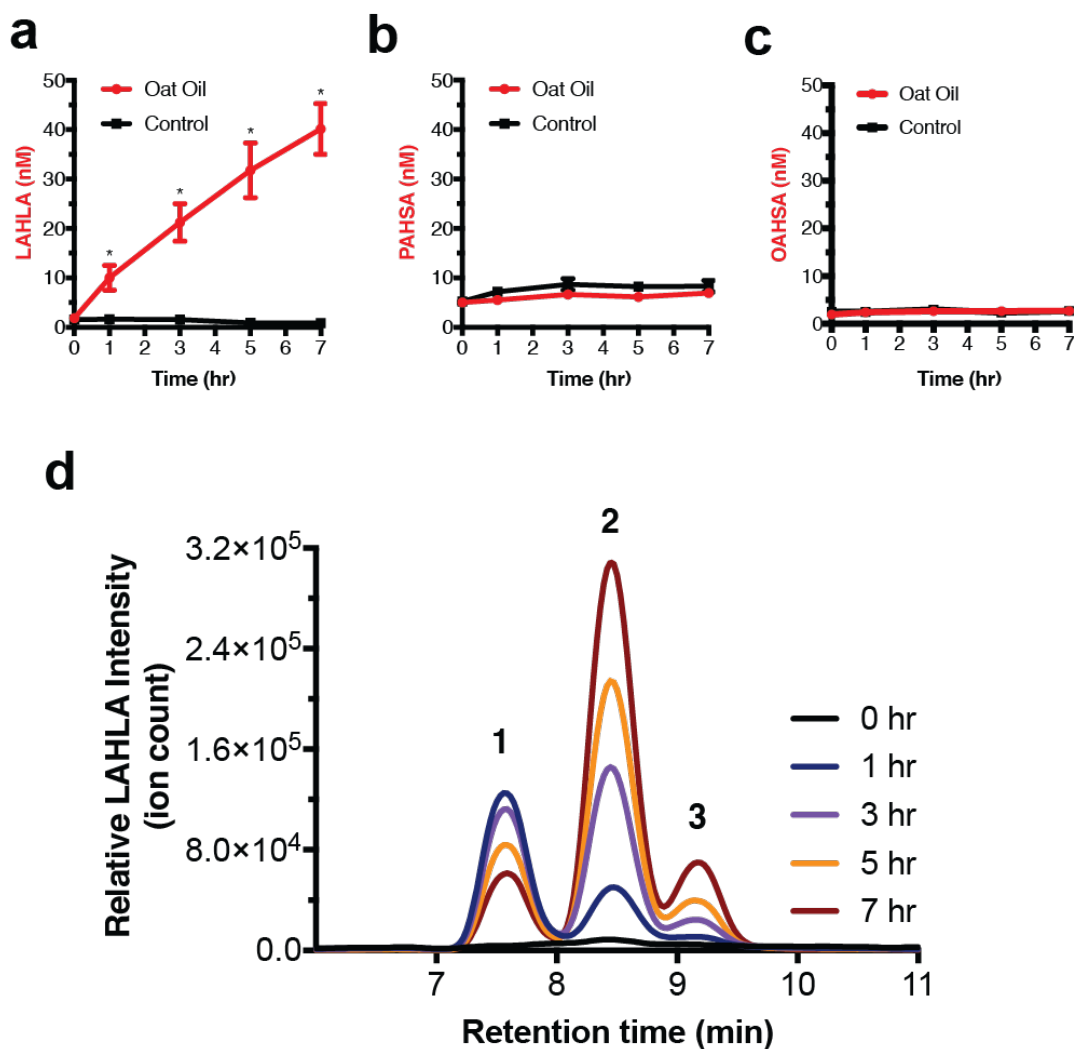 a
Oat Oil
Control
LAHLA (nM)
50
40
30
20
10
0
* * * *
0 1 2 3 4 5 6 7
Time (hr)
b
Oat Oil
Control
PAHSA (nM)
50
40
30
20
10
0
0 1 2 3 4 5 6 7
Time (hr)
c
Oat Oil
Control
OAHSA (nM)
50
40
30
20
10
0
0 1 2 3 4 5 6 7
Time (hr)
d
Relative LAHLA Intensity
(ion count)
3.2×10⁵
2.4×10⁵
1.6×10⁵
8.0×10⁴
0.0
1
2
3
0 hr
1 hr
3 hr
5 hr
7 hr
7 8 9 10 11
Retention time (min)